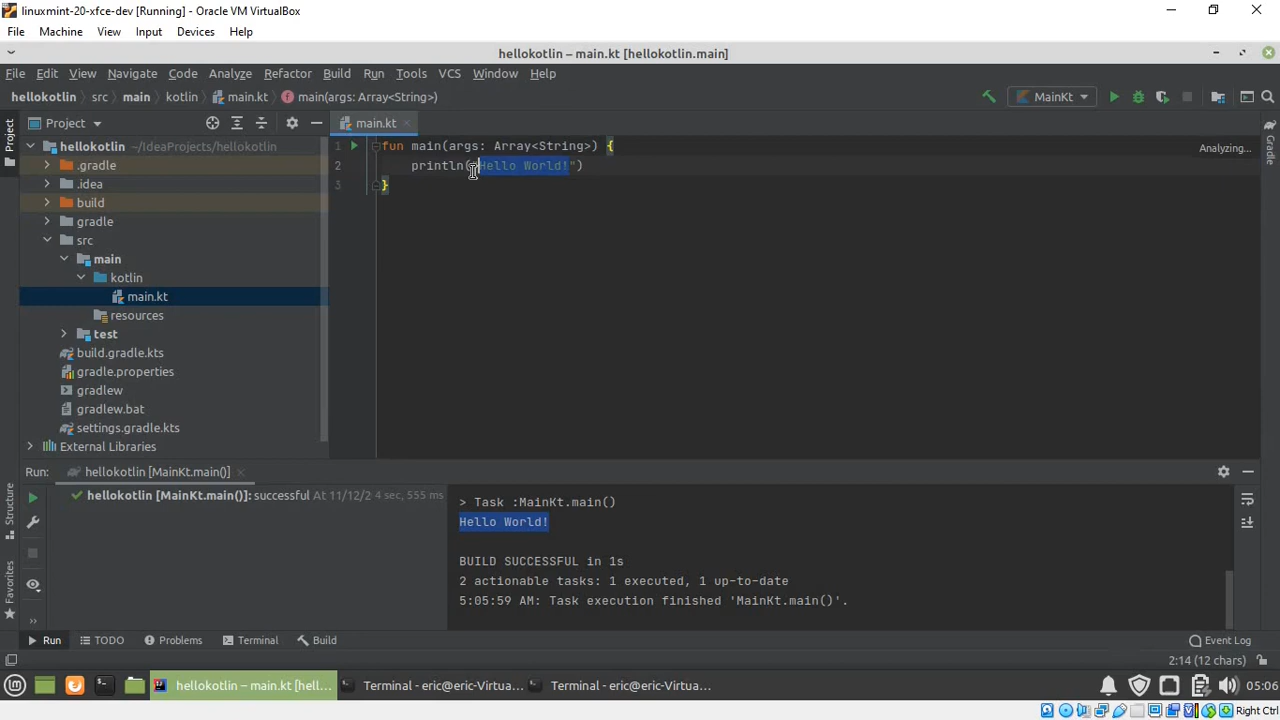 linuxmint-20-xfce-dev [Running] - Oracle VM VirtualBox
File Machine View Input Devices Help
hellokotlin – main.kt [hellokotlin.main]
File Edit View Navigate Code Analyze Refactor Build Run Tools VCS Window Help
hellokotlin src main kotlin main.kt main(args: Array<String>) MainKt
Project
Project
main.kt
Gradle
hellokotlin ~/IdeaProjects/hellokotlin
.gradle
.idea
build
gradle
src
main
kotlin
main.kt
resources
test
build.gradle.kts
gradle.properties
gradlew
gradlew.bat
settings.gradle.kts
External Libraries
1 fun main(args: Array<String>) {
2 println("Hello World!")
3 }
Analyzing...
Structure
Favorites
Run: hellokotlin [MainKt.main()]
hellokotlin [MainKt.main()]: successful At 11/12/2 4 sec, 555 ms
> Task :MainKt.main()
Hello World!
BUILD SUCCESSFUL in 1s
2 actionable tasks: 1 executed, 1 up-to-date
5:05:59 AM: Task execution finished 'MainKt.main()'.
Run TODO Problems Terminal Build Event Log
2:14 (12 chars)
hellokotlin – main.kt [hell... Terminal - eric@eric-Virtua... Terminal - eric@eric-Virtua... 05:06
Right Ctrl